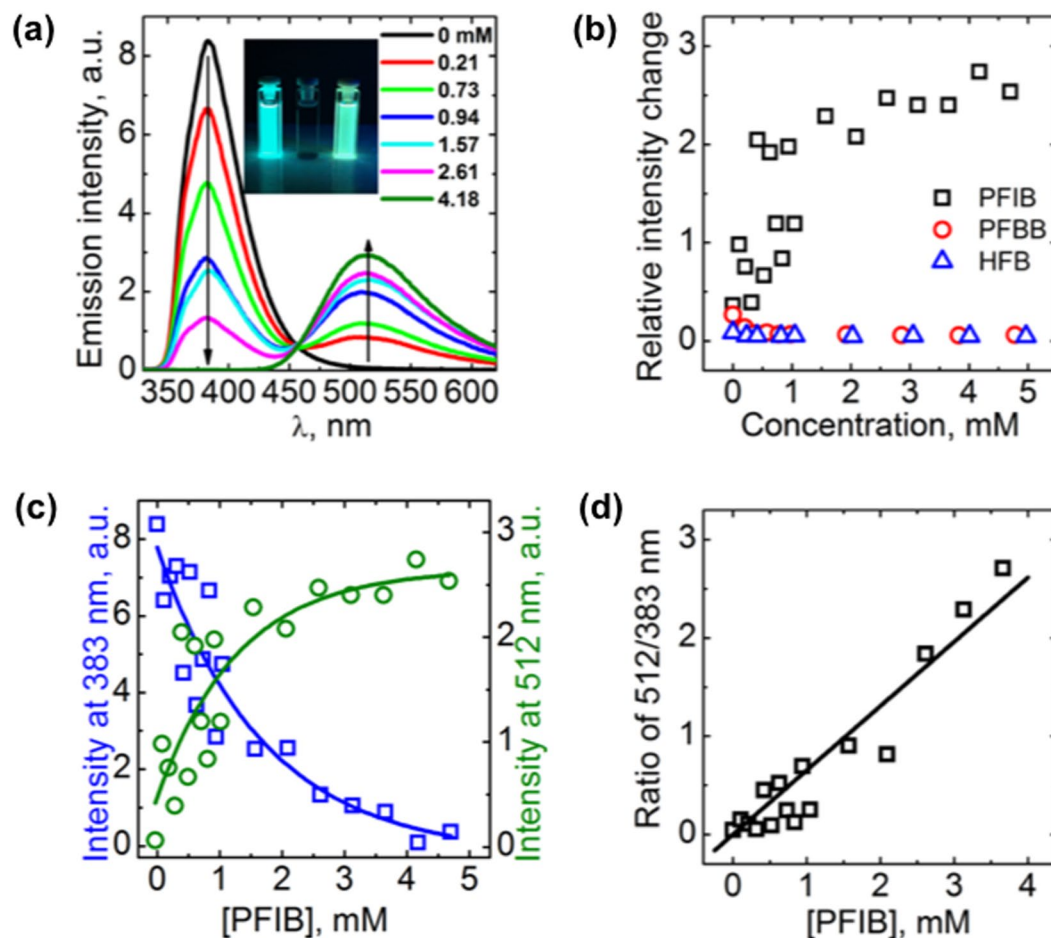 (a)
Emission intensity, a.u.
8
6
4
2
0
0 mM
0.21
0.73
0.94
1.57
2.61
4.18
350 400 450 500 550 600
λ, nm
(b)
Relative intensity change
3
2
1
0
PFIB
PFBB
HFB
0 1 2 3 4 5
Concentration, mM
(c)
Intensity at 383 nm, a.u.
8
6
4
2
0
3
2
1
0
Intensity at 512 nm, a.u.
0 1 2 3 4 5
[PFIB], mM
(d)
Ratio of 512/383 nm
3
2
1
0
0 1 2 3 4
[PFIB], mM